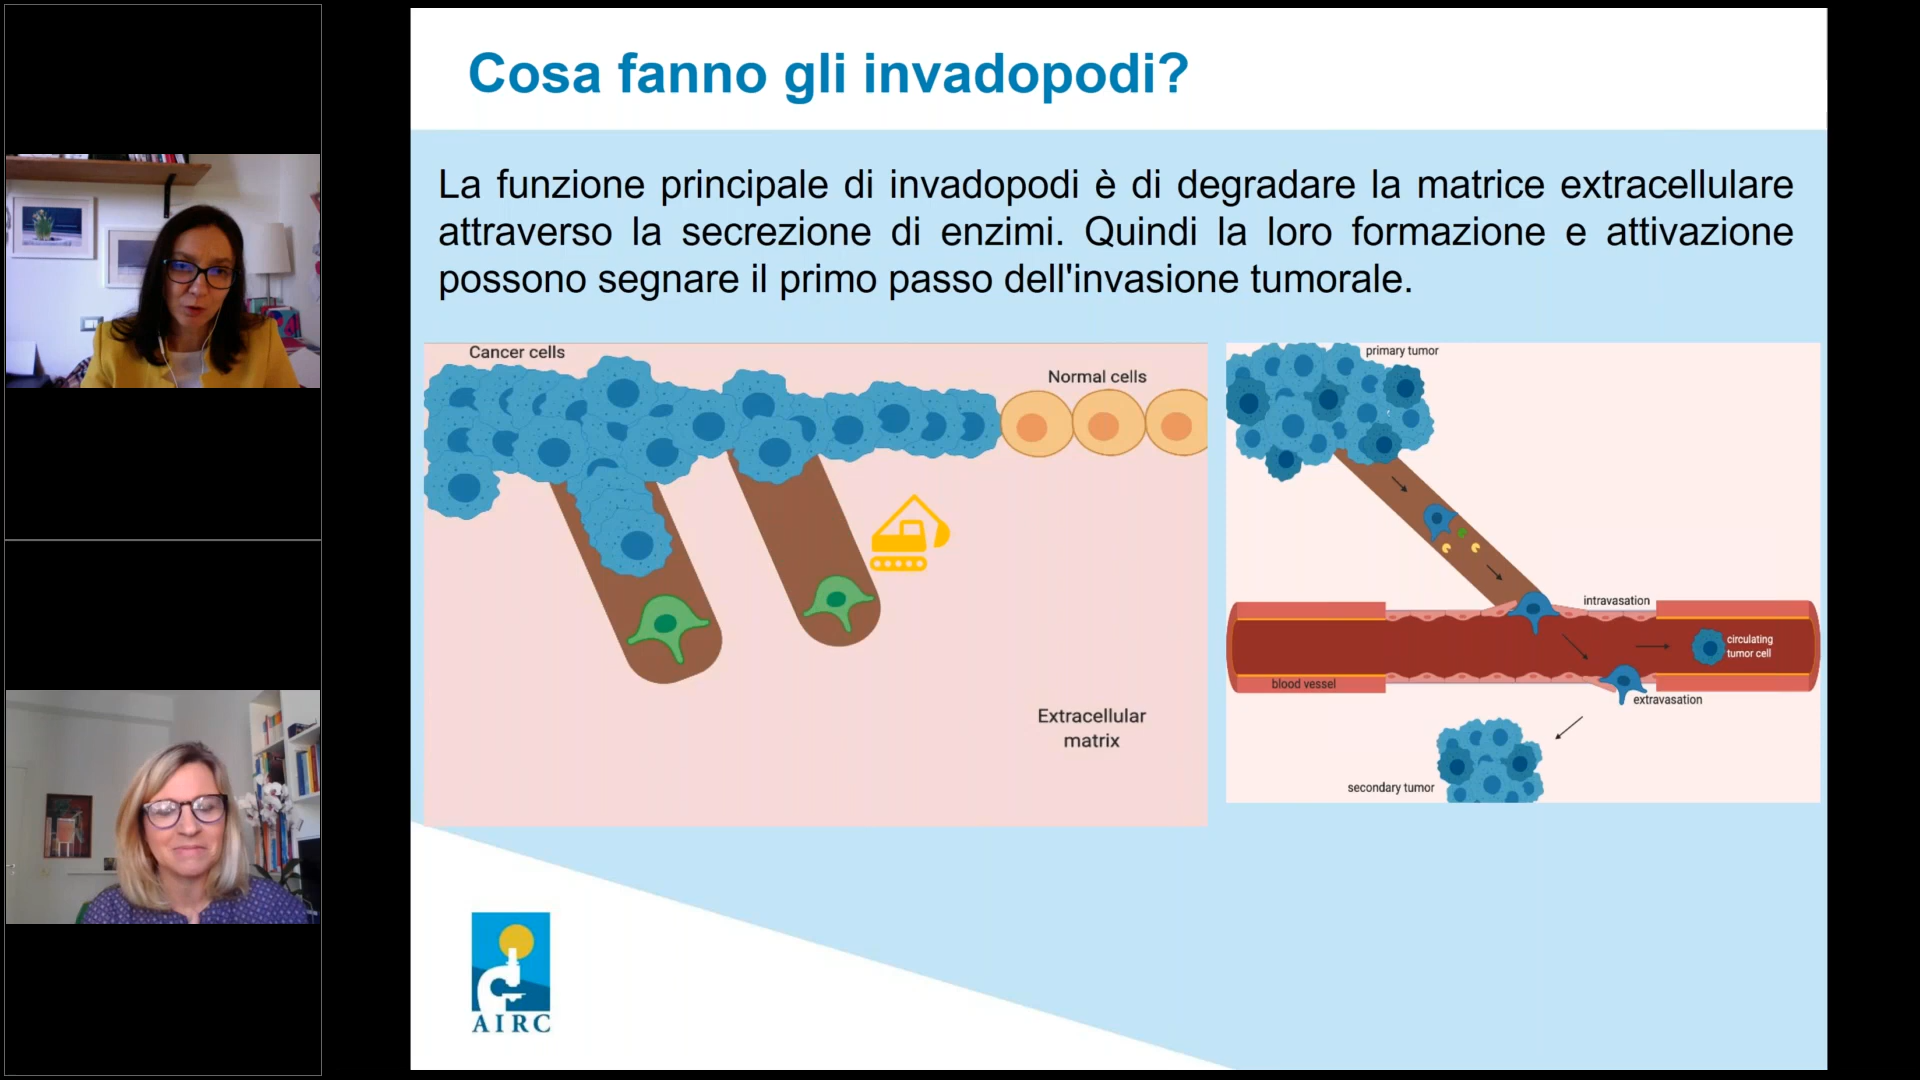 Cosa fanno gli invadopodi?
La funzione principale di invadopodi è di degradare la matrice extracellulare
attraverso la secrezione di enzimi. Quindi la loro formazione e attivazione
possono segnare il primo passo dell'invasione tumorale.
Cancer cells
Normal cells
Extracellular
matrix
primary tumor
intravasation
circulating
tumor cell
blood vessel
extravasation
secondary tumor
AIRC